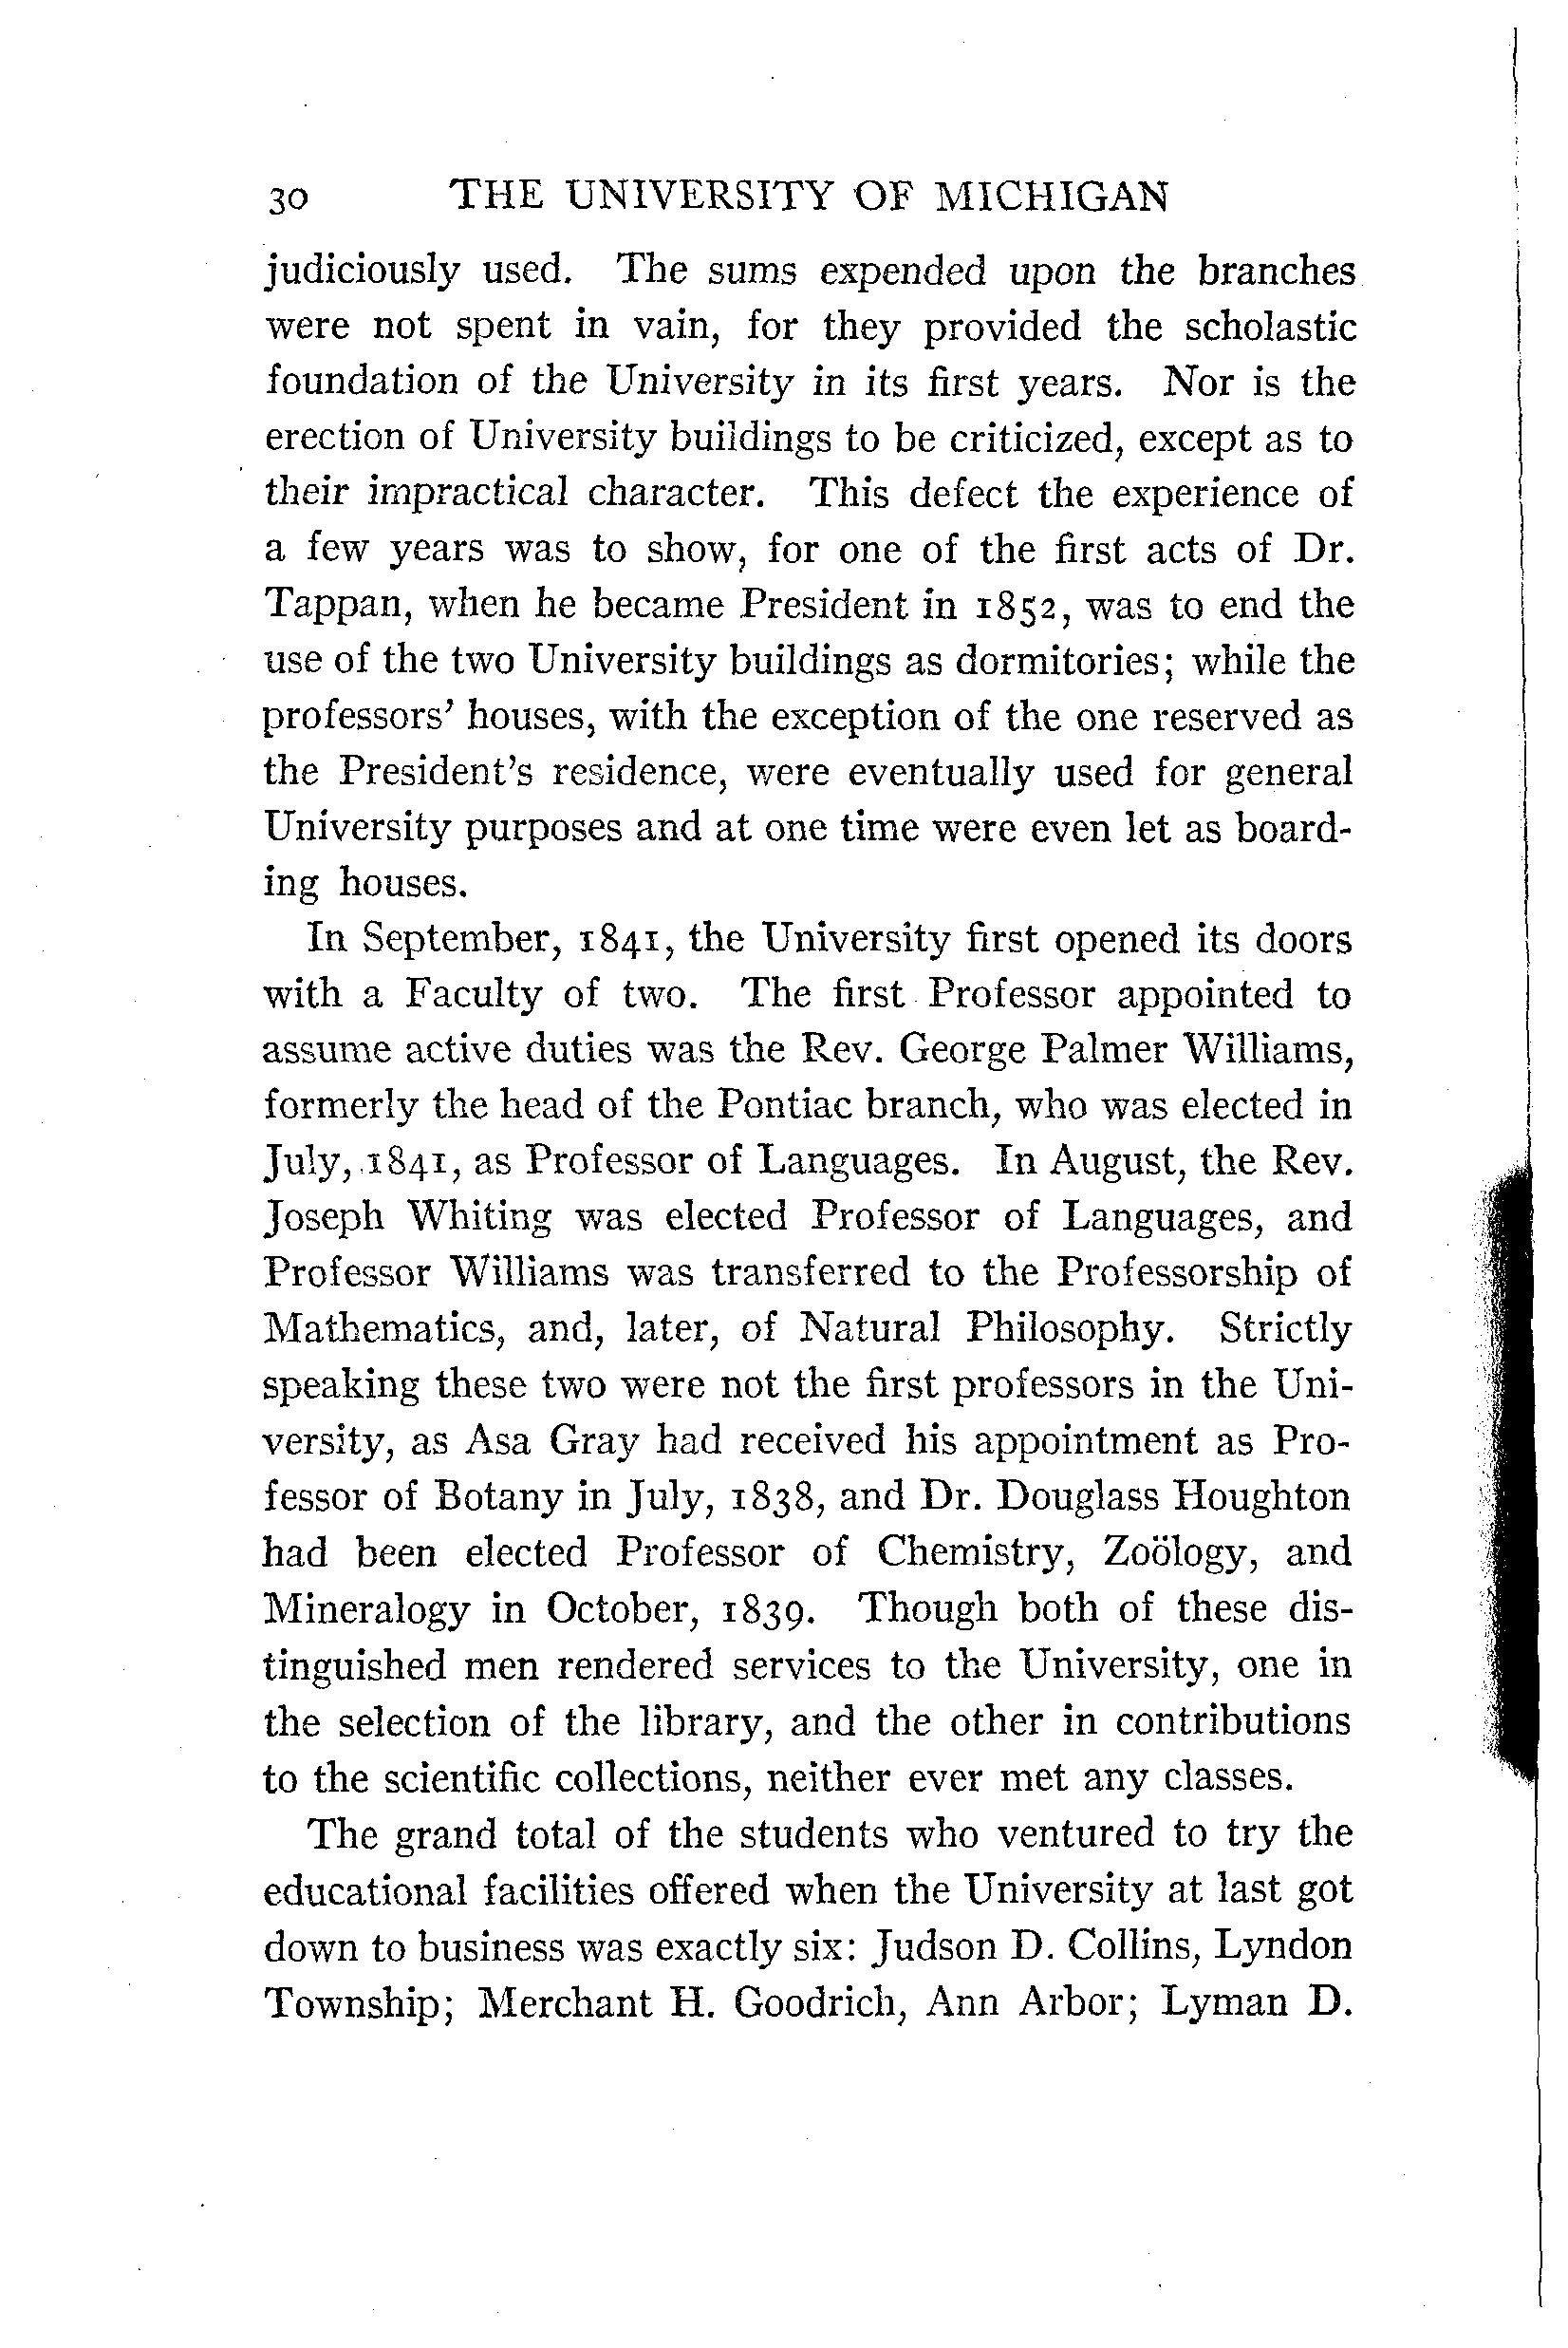 30 THE UNIVERSITY OF MICHIGAN
judiciously used. The sums expended upon the branches
were not spent in vain, for they provided the scholastic
foundation of the University in its first years. Nor is the
erection of University buildings to be criticized, except as to
their impractical character. This defect the experience of
a few years was to show, for one of the first acts of Dr.
Tappan, when he became President in 1852, was to end the
use of the two University buildings as dormitories; while the
professors' houses, with the exception of the one reserved as
the President's residence, were eventually used for general
University purposes and at one time were even let as board-
ing houses.
In September, 1841, the University first opened its doors
with a Faculty of two. The first Professor appointed to
assume active duties was the Rev. George Palmer Williams,
formerly the head of the Pontiac branch, who was elected in
July, 1841, as Professor of Languages. In August, the Rev.
Joseph Whiting was elected Professor of Languages, and
Professor Williams was transferred to the Professorship of
Mathematics, and, later, of Natural Philosophy. Strictly
speaking these two were not the first professors in the Uni-
versity, as Asa Gray had received his appointment as Pro-
fessor of Botany in July, 1838, and Dr. Douglass Houghton
had been elected Professor of Chemistry, Zoölogy, and
Mineralogy in October, 1839. Though both of these dis-
tinguished men rendered services to the University, one in
the selection of the library, and the other in contributions
to the scientific collections, neither ever met any classes.
The grand total of the students who ventured to try the
educational facilities offered when the University at last got
down to business was exactly six: Judson D. Collins, Lyndon
Township; Merchant H. Goodrich, Ann Arbor; Lyman D.